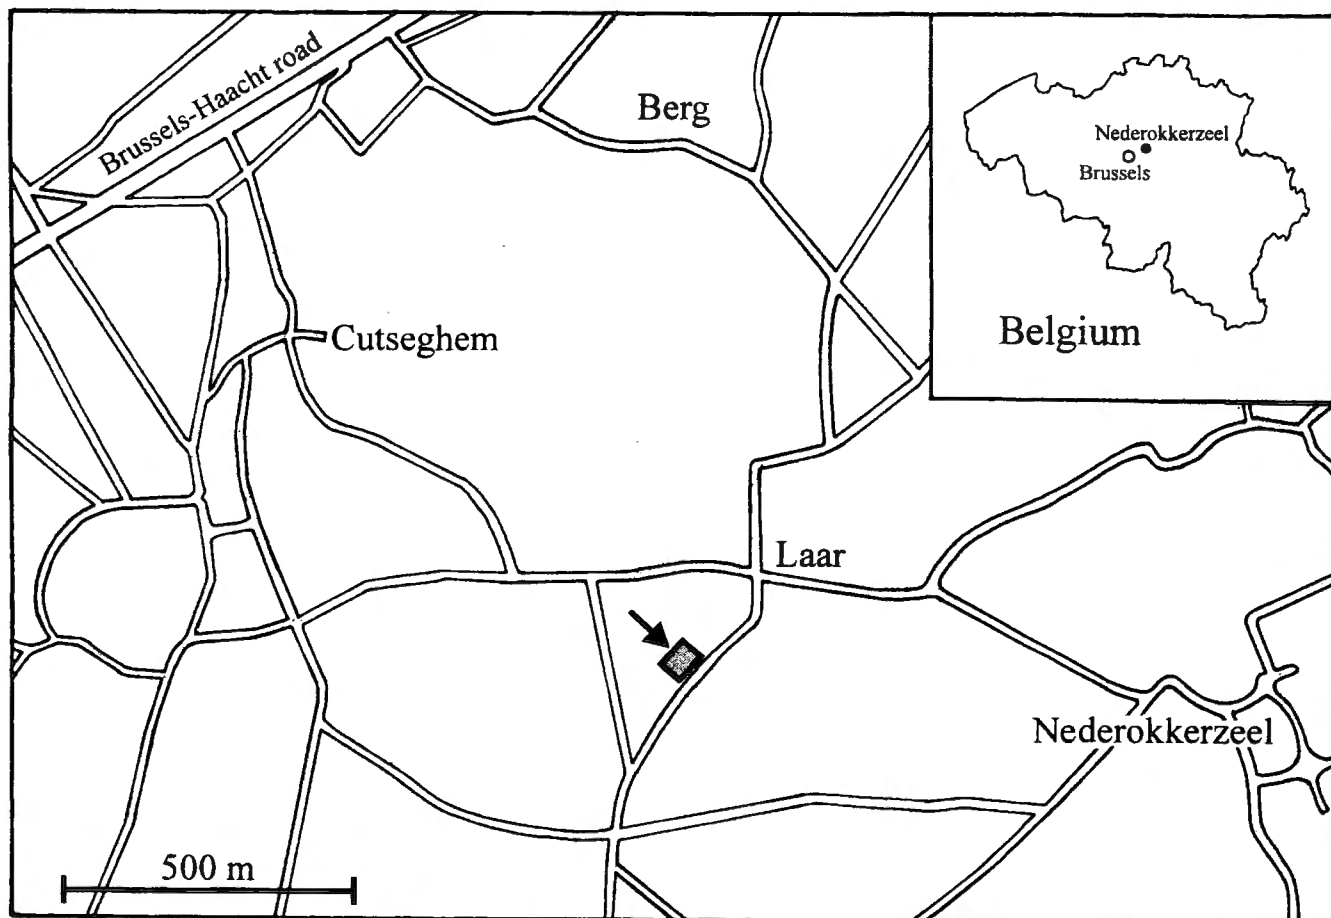 Brussels-Haacht road
Berg
Nederokkerzeel
Brussels
Belgium
Cutseghem
Laar
Nederokkerzeel
500 m